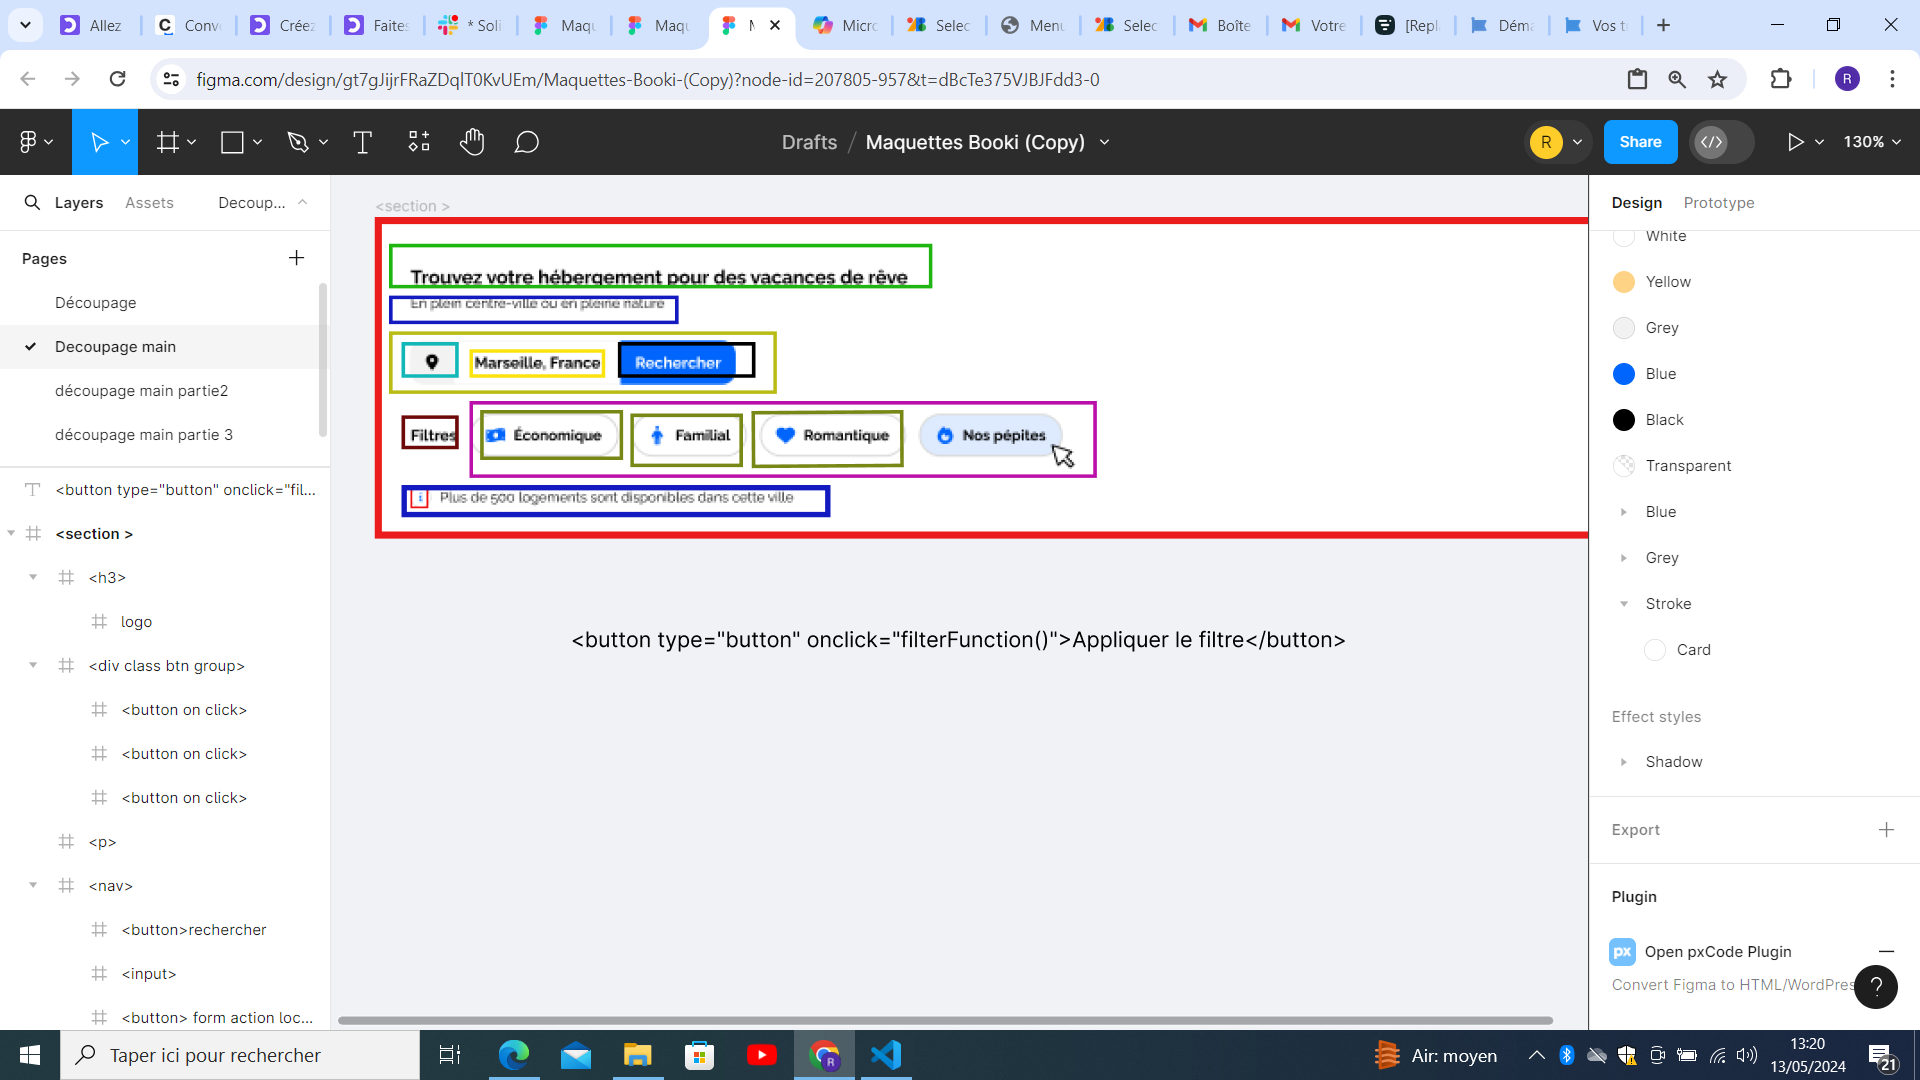 Allez
Conve
Créez
Faites
* Soli
Maqu
Maqu
M
Micro
Selec
Menu
Selec
Boîte
Votre
[Repl
Déma
Vos t
figma.com/design/gt7gJijrFRaZDqlT0KvUEm/Maquettes-Booki-(Copy)?node-id=207805-957&t=dBcTe375VJBJFdd3-0
R
Drafts / Maquettes Booki (Copy)
R
Share
130%
Layers
Assets
Decoup...
Pages
Découpage
Decoupage main
découpage main partie2
découpage main partie 3
<button type="button" onclick="fil...
<section >
<h3>
logo
<div class btn group>
<button on click>
<button on click>
<button on click>
<p>
<nav>
<button>rechercher
<input>
<button> form action loc...
<section >
Trouvez votre hébergement pour des vacances de rêve
En plein centre-ville ou en pleine nature
Marseille, France
Rechercher
Filtres
Économique
Familial
Romantique
Nos pépites
i
Plus de 500 logements sont disponibles dans cette ville
<button type="button" onclick="filterFunction()">Appliquer le filtre</button>
Design
Prototype
White
Yellow
Grey
Blue
Black
Transparent
Blue
Grey
Stroke
Card
Effect styles
Shadow
Export
Plugin
px
Open pxCode Plugin
Convert Figma to HTML/WordPres
?
Taper ici pour rechercher
R
Air: moyen
13:20
13/05/2024
21